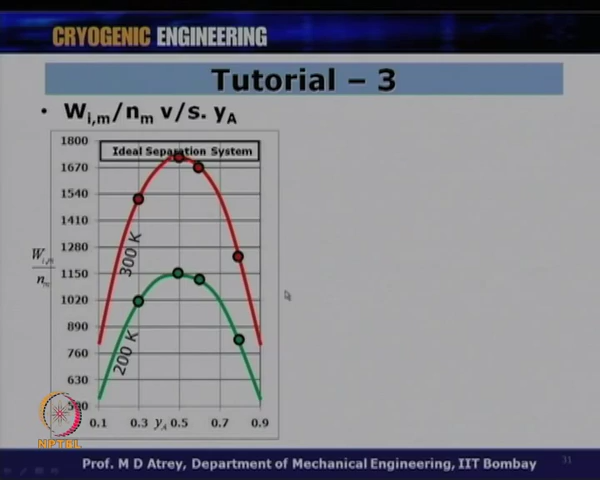 CRYOGENIC ENGINEERING
Tutorial – 3
• Wi,m/nm v/s. yA
Ideal Separation System
1800
1670
1540
1410
1280
1150
1020
890
760
630
Wi,m
nm
300 K
200 K
0.1 0.3 yA 0.5 0.7 0.9
NPTEL
Prof. M D Atrey, Department of Mechanical Engineering, IIT Bombay
31